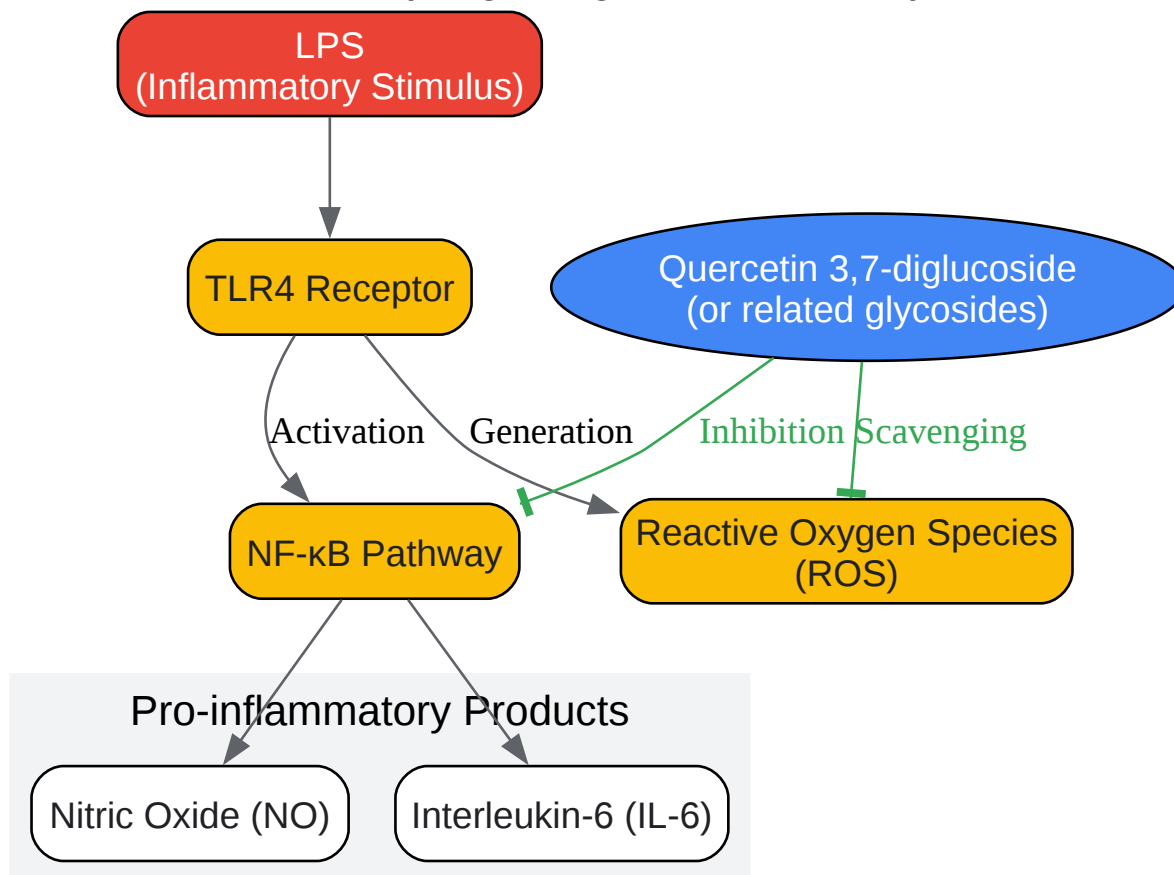 LPS
(Inflammatory Stimulus)
TLR4 Receptor
Quercetin 3,7-diglucoside
(or related glycosides)
Activation
Generation
Inhibition
Scavenging
NF-κB Pathway
Reactive Oxygen Species
(ROS)
Pro-inflammatory Products
Nitric Oxide (NO)
Interleukin-6 (IL-6)